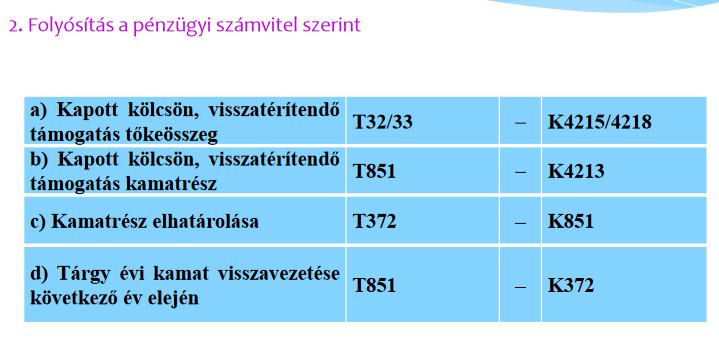 2. Folyósítás a pénzügyi számvitel szerint
a) Kapott kölcsön, visszatérítendő
támogatás tőkeösszeg
T32/33 – K4215/4218
b) Kapott kölcsön, visszatérítendő
támogatás kamatrész
T851 – K4213
c) Kamatrész elhatárolása T372 – K851
d) Tárgy évi kamat visszavezetése
következő év elején
T851 – K372